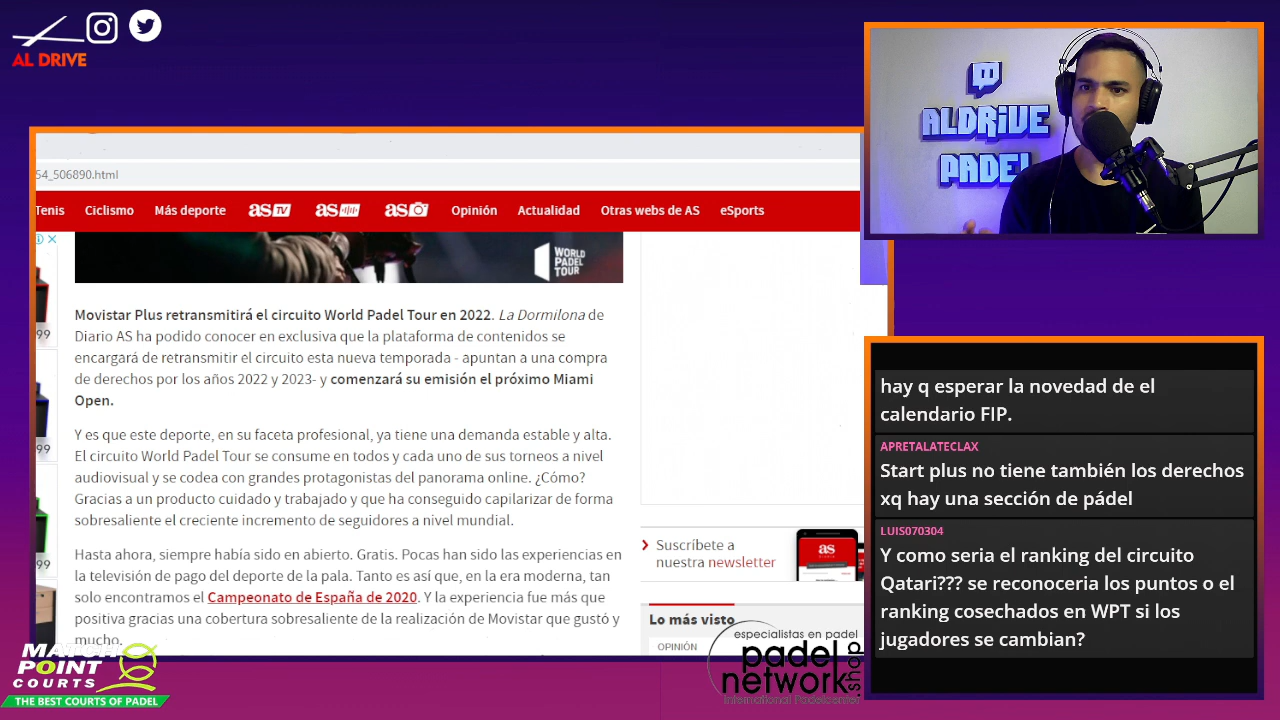 AL DRIVE
ALDRIVE
PADEL
54_506890.html
Tenis Ciclismo Más deporte as TV as as Opinión Actualidad Otras webs de AS eSports
WORLD
PADEL
TOUR
Movistar Plus retransmitirá el circuito World Padel Tour en 2022. La Dormilona de
Diario AS ha podido conocer en exclusiva que la plataforma de contenidos se
encargará de retransmitir el circuito esta nueva temporada - apuntan a una compra
de derechos por los años 2022 y 2023- y comenzará su emisión el próximo Miami
Open.
Y es que este deporte, en su faceta profesional, ya tiene una demanda estable y alta.
El circuito World Padel Tour se consume en todos y cada uno de sus torneos a nivel
audiovisual y se codea con grandes protagonistas del panorama online. ¿Cómo?
Gracias a un producto cuidado y trabajado y que ha conseguido capilarizar de forma
sobresaliente el creciente incremento de seguidores a nivel mundial.
Hasta ahora, siempre había sido en abierto. Gratis. Pocas han sido las experiencias en
la televisión de pago del deporte de la pala. Tanto es así que, en la era moderna, tan
solo encontramos el Campeonato de España de 2020. Y la experiencia fue más que
positiva gracias una cobertura sobresaliente de la realización de Movistar que gustó y
mucho.
99
99
99
Suscríbete a
nuestra newsletter
as
Lo más visto
OPINIÓN
hay q esperar la novedad de el
calendario FIP.
APRETALATECLAX
Start plus no tiene también los derechos
xq hay una sección de pádel
LUIS070304
Y como seria el ranking del circuito
Qatari??? se reconoceria los puntos o el
ranking cosechados en WPT si los
jugadores se cambian?
MATCH
POINT
COURTS
THE BEST COURTS OF PADEL
especialistas en padel
padel
network
.shop
International Padelcenter